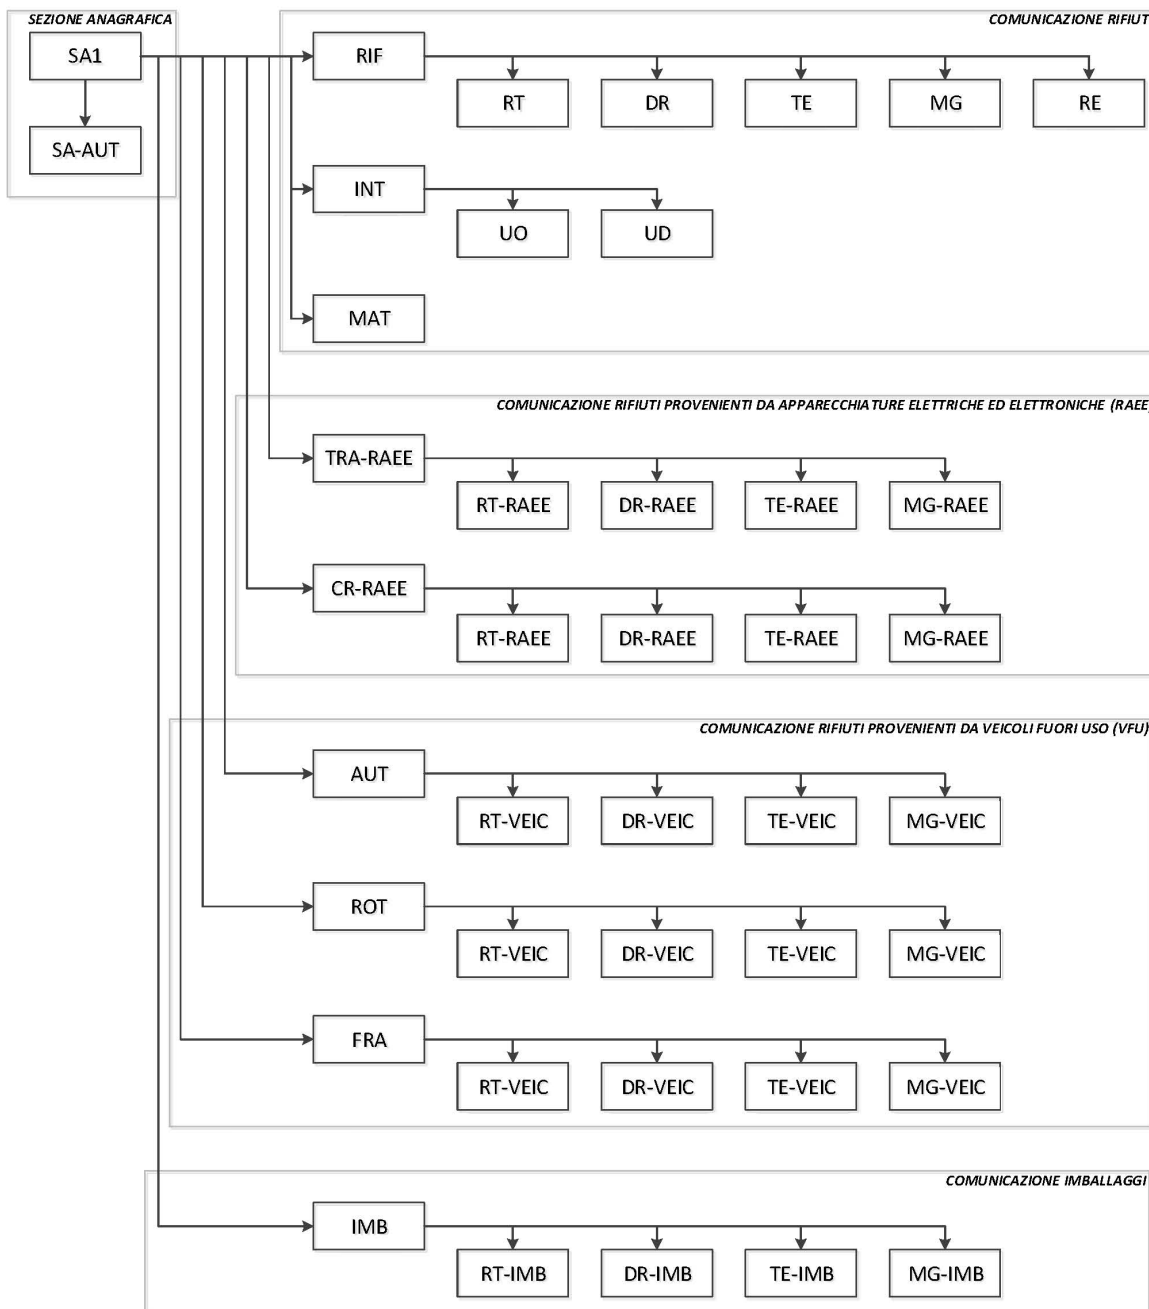 SEZIONE ANAGRAFICA
SA1
SA-AUT
COMUNICAZIONE RIFIUT
RIF
RT
DR
TE
MG
RE
INT
UO
UD
MAT
COMUNICAZIONE RIFIUTI PROVENIENTI DA APPARECCHIATURE ELETTRICHE ED ELETTRONICHE (RAEE)
TRA-RAEE
RT-RAEE
DR-RAEE
TE-RAEE
MG-RAEE
CR-RAEE
RT-RAEE
DR-RAEE
TE-RAEE
MG-RAEE
COMUNICAZIONE RIFIUTI PROVENIENTI DA VEICOLI FUORI USO (VFU)
AUT
RT-VEIC
DR-VEIC
TE-VEIC
MG-VEIC
ROT
RT-VEIC
DR-VEIC
TE-VEIC
MG-VEIC
FRA
RT-VEIC
DR-VEIC
TE-VEIC
MG-VEIC
COMUNICAZIONE IMBALLAGGI
IMB
RT-IMB
DR-IMB
TE-IMB
MG-IMB